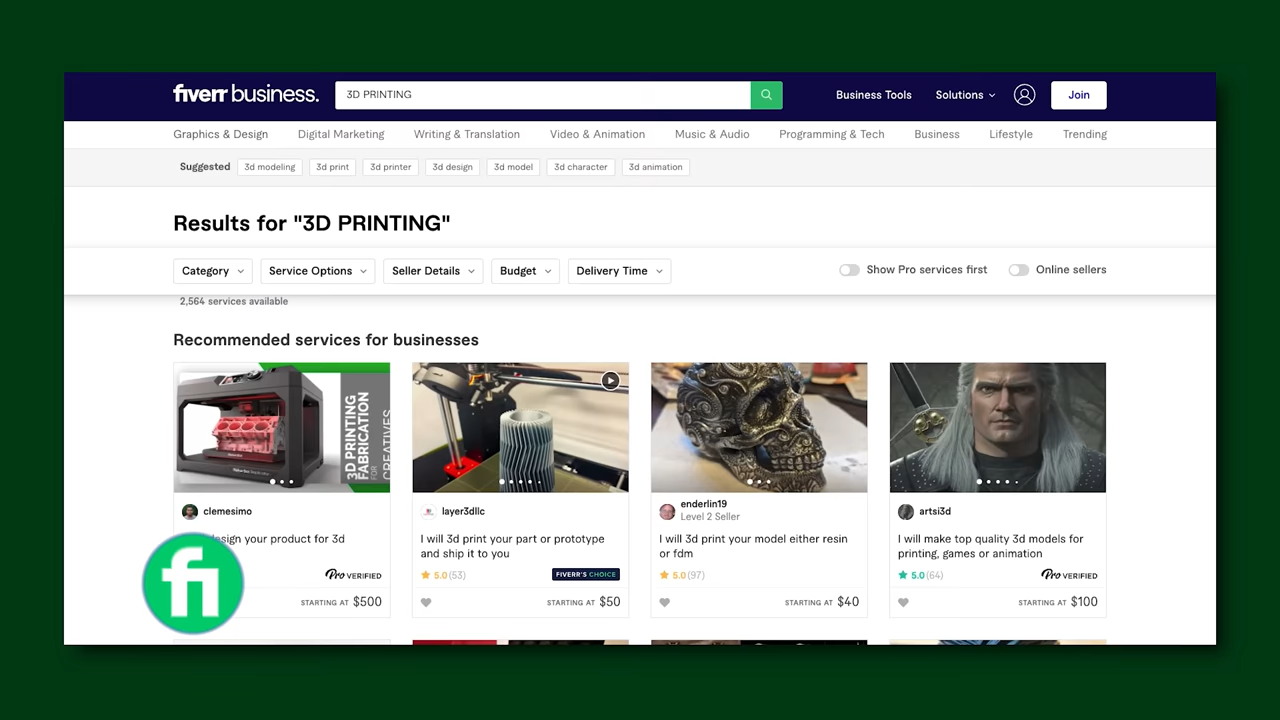 fiverr business.
3D PRINTING
Business Tools
Solutions
Join
Graphics & Design
Digital Marketing
Writing & Translation
Video & Animation
Music & Audio
Programming & Tech
Business
Lifestyle
Trending
Suggested
3d modeling
3d print
3d printer
3d design
3d model
3d character
3d animation
Results for "3D PRINTING"
Category
Service Options
Seller Details
Budget
Delivery Time
Show Pro services first
Online sellers
2,564 services available
Recommended services for businesses
3D PRINTING
FABRICATION
FOR
CREATIVES
clemesimo
design your product for 3d
Pro VERIFIED
STARTING AT $500
layer3dllc
I will 3d print your part or prototype
and ship it to you
5.0 (53)
FIVERR'S CHOICE
STARTING AT $50
enderlin19
Level 2 Seller
I will 3d print your model either resin
or fdm
5.0 (97)
STARTING AT $40
artsi3d
I will make top quality 3d models for
printing, games or animation
5.0 (64)
Pro VERIFIED
STARTING AT $100
fi